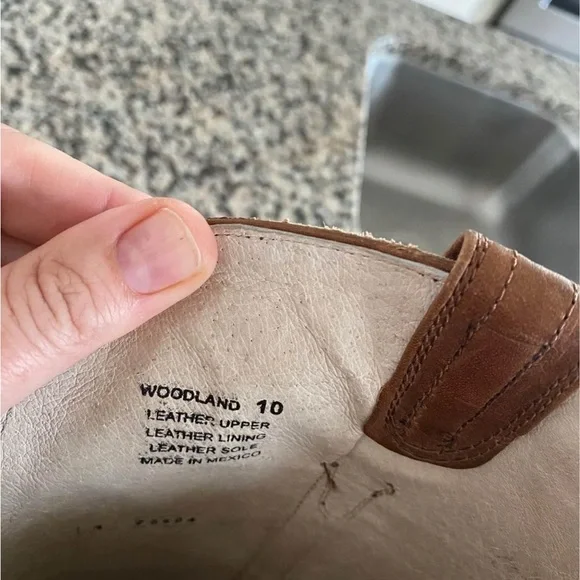 WOODLAND 10
LEATHER UPPER
LEATHER LINING
LEATHER SOLE
MADE IN MEXICO